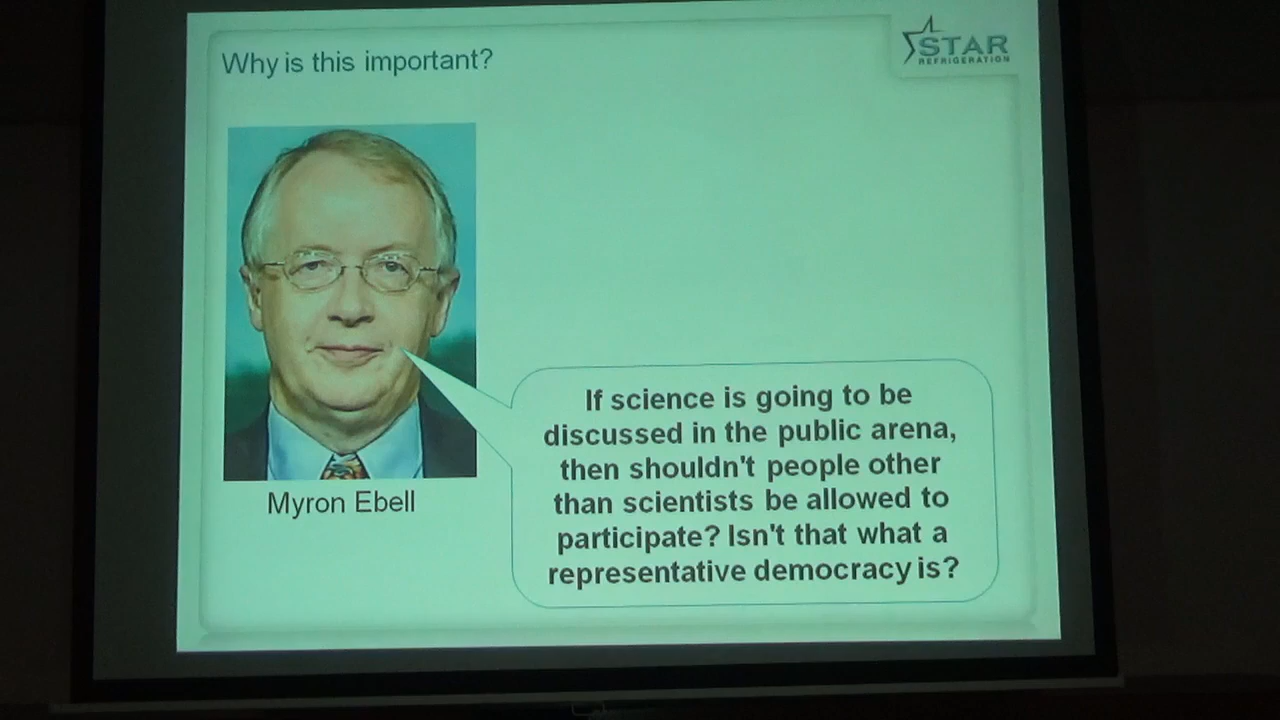 Why is this important?
STAR
REFRIGERATION
If science is going to be
discussed in the public arena,
then shouldn't people other
than scientists be allowed to
participate? Isn't that what a
representative democracy is?
Myron Ebell